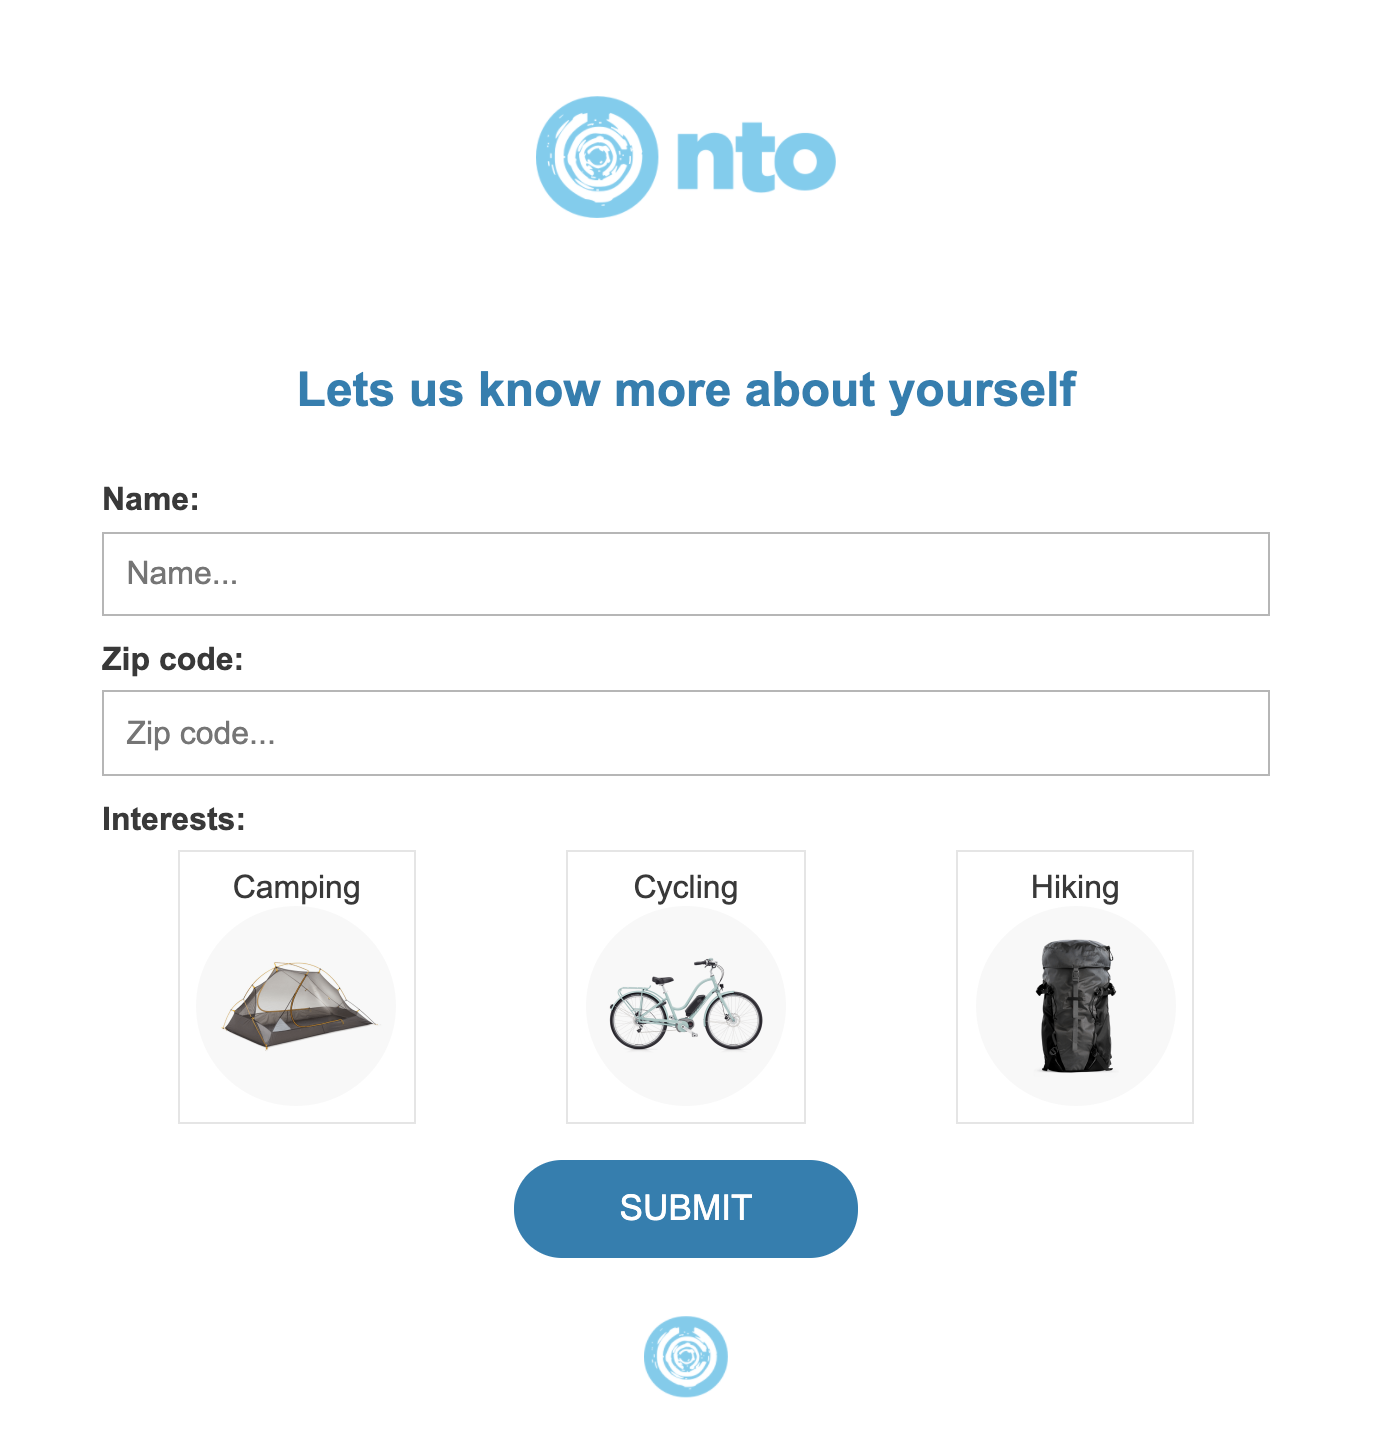 nto
Lets us know more about yourself
Name:
Name...
Zip code:
Zip code...
Interests:
Camping
Cycling
Hiking
SUBMIT